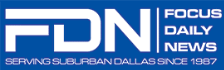 FDN
FOCUS
DAILY
NEWS
SERVING SUBURBAN DALLAS SINCE 1987